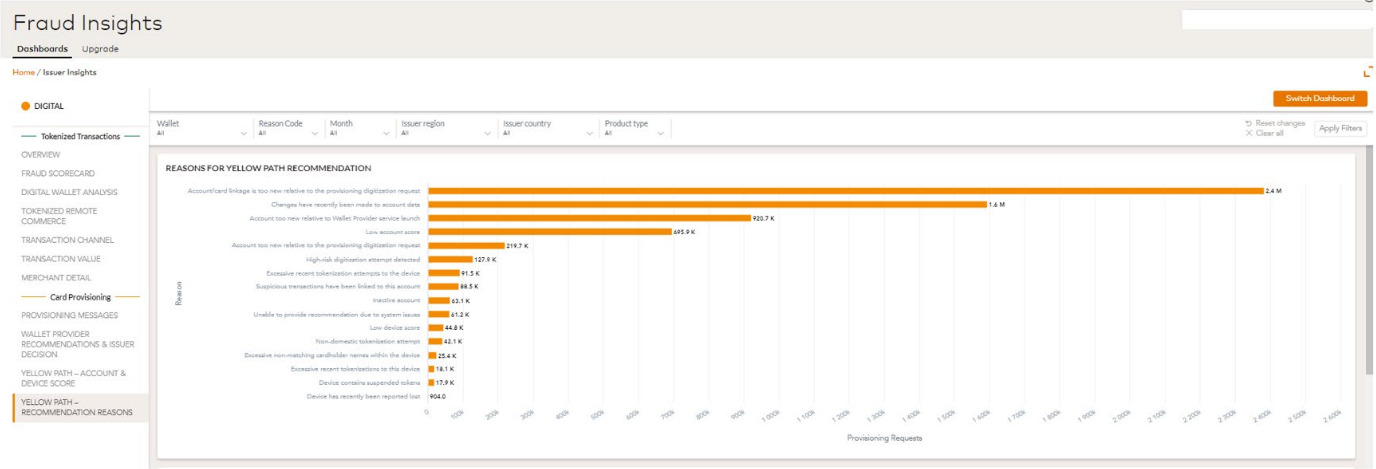 Fraud Insights
Dashboards Upgrade
Home / Issuer Insights
Switch Dashboard
DIGITAL
Tokenized Transactions
OVERVIEW
FRAUD SCORECARD
DIGITAL WALLET ANALYSIS
TOKENIZED REMOTE
COMMERCE
TRANSACTION CHANNEL
TRANSACTION VALUE
MERCHANT DETAIL
Card Provisioning
PROVISIONING MESSAGES
WALLET PROVIDER
RECOMMENDATIONS & ISSUER
DECISION
YELLOW PATH – ACCOUNT &
DEVICE SCORE
YELLOW PATH –
RECOMMENDATION REASONS
Wallet
All
Reason Code
All
Month
All
Issuer region
All
Issuer country
All
Product type
All
Reset changes
Clear all
Apply Filters
REASONS FOR YELLOW PATH RECOMMENDATION
Reason
Account/card linkage is too new relative to the provisioning digitization request 2.4 M
Changes have recently been made to account data 1.6 M
Account too new relative to Wallet Provider service launch 920.7 K
Low account score 695.9 K
Account too new relative to the provisioning digitization request 219.7 K
High-risk digitization attempt detected 127.9 K
Excessive recent tokenization attempts to the device 91.5 K
Suspicious transactions have been linked to this account 88.5 K
Inactive account 63.1 K
Unable to provide recommendation due to system issues 61.2 K
Low device score 44.8 K
Non-domestic tokenization attempt 42.1 K
Excessive non-matching cardholder names within the device 25.4 K
Excessive recent tokenizations to this device 18.1 K
Device contains suspended tokens 17.9 K
Device has recently been reported lost 904.0
0 100k 200k 300k 400k 500k 600k 700k 800k 900k 1 000k 1 100k 1 200k 1 300k 1 400k 1 500k 1 600k 1 700k 1 800k 1 900k 2 000k 2 100k 2 200k 2 300k 2 400k 2 500k 2 600k
Provisioning Requests